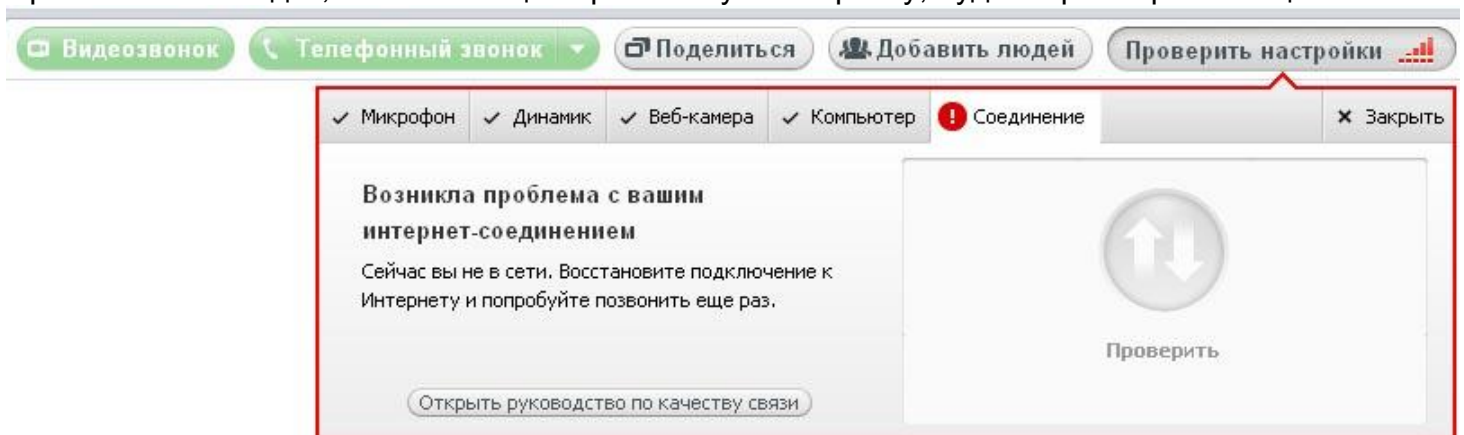 Видеозвонок Телефонный звонок Поделиться Добавить людей Проверить настройки
Микрофон Динамик Веб-камера Компьютер Соединение Закрыть
Возникла проблема с вашим
интернет-соединением
Сейчас вы не в сети. Восстановите подключение к
Интернету и попробуйте позвонить еще раз.
Проверить
Открыть руководство по качеству связи